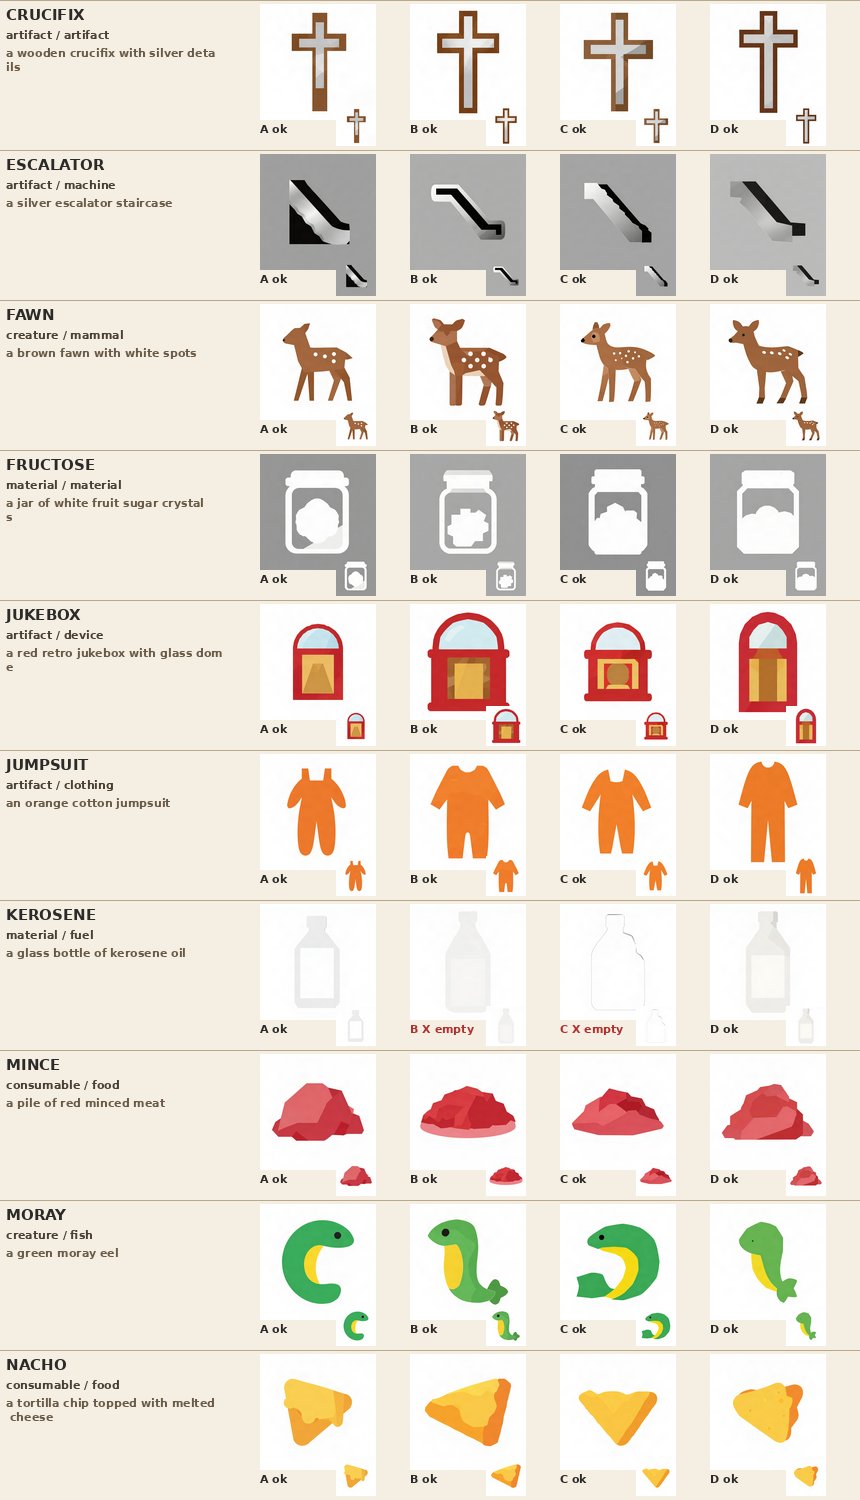 CRUCIFIX
artifact / artifact
a wooden crucifix with silver deta
ils
A ok
B ok
C ok
D ok
ESCALATOR
artifact / machine
a silver escalator staircase
A ok
B ok
C ok
D ok
FAWN
creature / mammal
a brown fawn with white spots
A ok
B ok
C ok
D ok
FRUCTOSE
material / material
a jar of white fruit sugar crystal
s
A ok
B ok
C ok
D ok
JUKEBOX
artifact / device
a red retro jukebox with glass dom
e
A ok
B ok
C ok
D ok
JUMPSUIT
artifact / clothing
an orange cotton jumpsuit
A ok
B ok
C ok
D ok
KEROSENE
material / fuel
a glass bottle of kerosene oil
A ok
B X empty
C X empty
D ok
MINCE
consumable / food
a pile of red minced meat
A ok
B ok
C ok
D ok
MORAY
creature / fish
a green moray eel
A ok
B ok
C ok
D ok
NACHO
consumable / food
a tortilla chip topped with melted
cheese
A ok
B ok
C ok
D ok